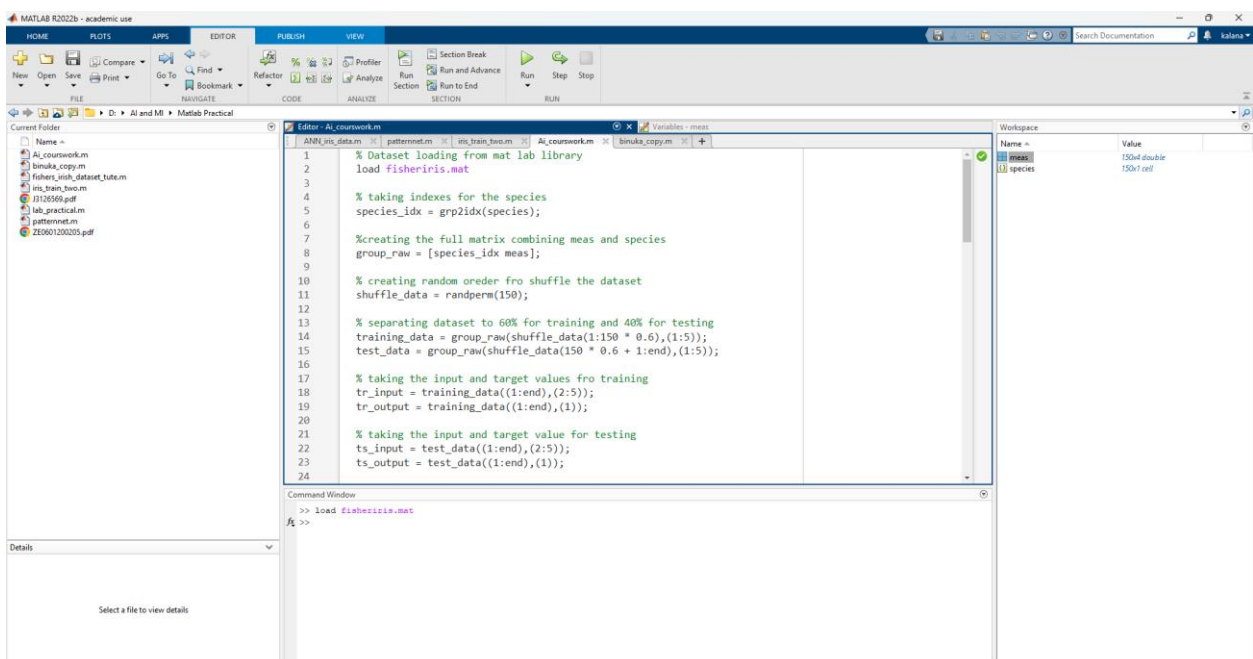 MATLAB R2022b - academic use
HOME PLOTS APPS EDITOR PUBLISH VIEW
Search Documentation kalana
New Open Save Compare Print
Go To Find Bookmark
Refactor
Profiler Analyze
Run Section Section Break Run and Advance Run to End
Run Step Stop
FILE NAVIGATE CODE ANALYZE SECTION RUN
D: AI and MI Matlab Practical
Current Folder
Name
Ai_courswork.m
binuka_copy.m
fishers_irish_dataset_tute.m
iris_train_two.m
J3126569.pdf
lab_practical.m
patternnet.m
ZE0601200205.pdf
Details
Select a file to view details
Editor - Ai_courswork.m
Variables - meas
ANN_iris_data.m patternnet.m iris_train_two.m Ai_courswork.m binuka_copy.m +
1 % Dataset loading from mat lab library
2 load fisheriris.mat
3
4 % taking indexes for the species
5 species_idx = grp2idx(species);
6
7 %creating the full matrix combining meas and species
8 group_raw = [species_idx meas];
9
10 % creating random oreder fro shuffle the dataset
11 shuffle_data = randperm(150);
12
13 % separating dataset to 60% for training and 40% for testing
14 training_data = group_raw(shuffle_data(1:150 * 0.6),(1:5));
15 test_data = group_raw(shuffle_data(150 * 0.6 + 1:end),(1:5));
16
17 % taking the input and target values fro training
18 tr_input = training_data((1:end),(2:5));
19 tr_output = training_data((1:end),(1));
20
21 % taking the input and target value for testing
22 ts_input = test_data((1:end),(2:5));
23 ts_output = test_data((1:end),(1));
24
Command Window
>> load fisheriris.mat
fx >>
Workspace
Name Value
meas 150x4 double
species 150x1 cell